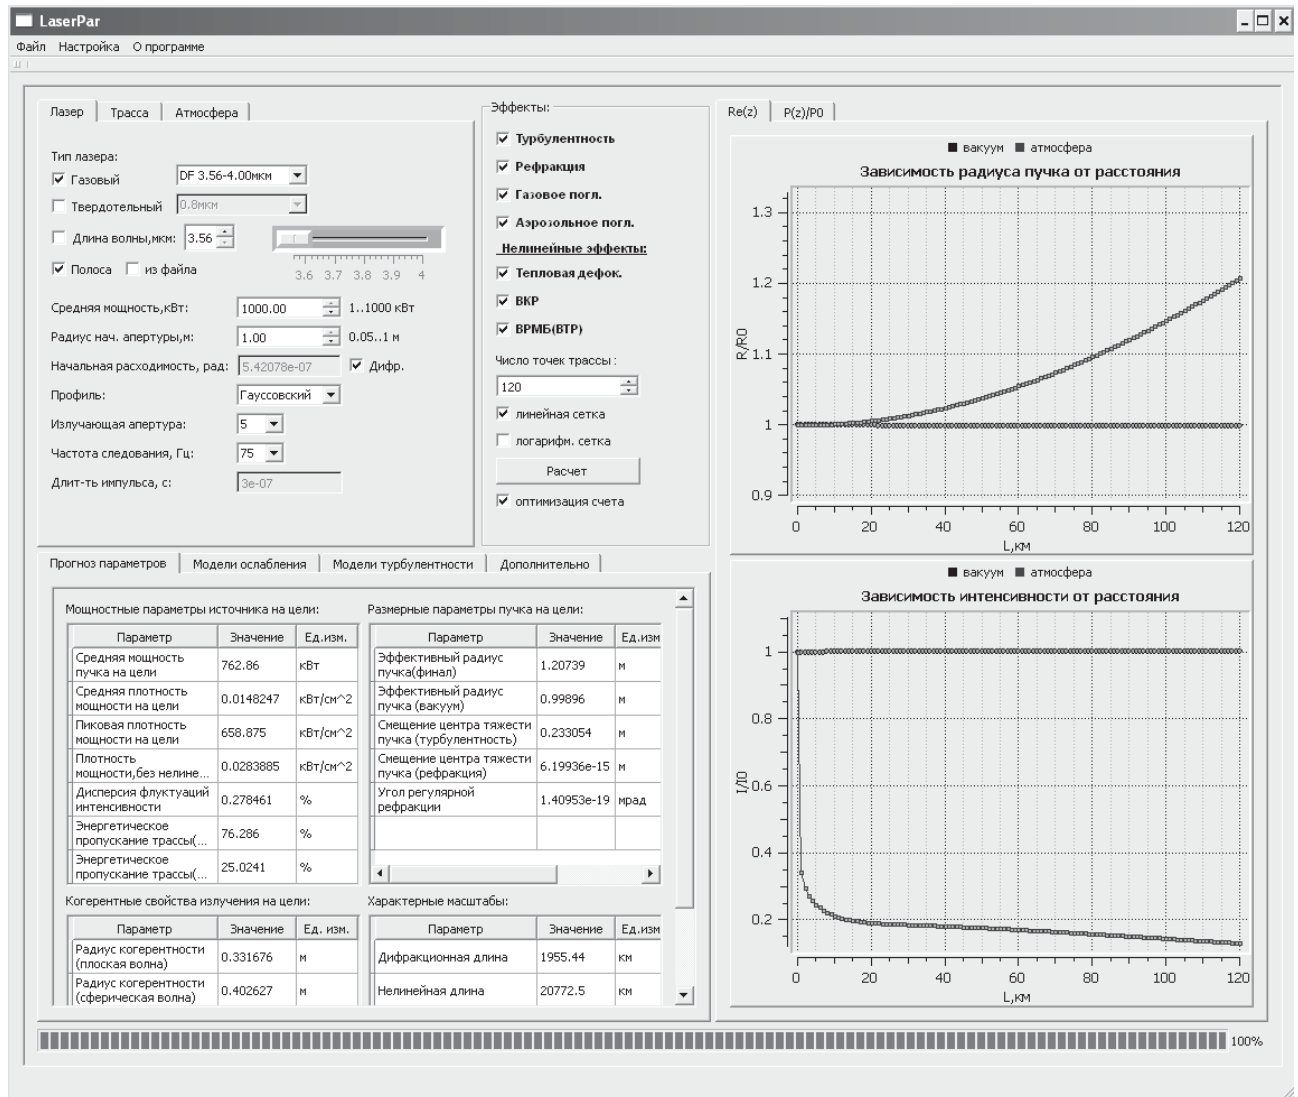 LaserPar
Файл Настройка О программе
Лазер Трасса Атмосфера
Тип лазера:
Газовый DF 3.56-4.00мкм
Твердотельный 0.8мкм
Длина волны,мкм: 3.56
Полоса из файла
3.6 3.7 3.8 3.9 4
Средняя мощность,кВт: 1000.00 1..1000 кВт
Радиус нач. апертуры,м: 1.00 0.05..1 м
Начальная расходимость, рад: 5.42078e-07 Дифр.
Профиль: Гауссовский
Излучающая апертура: 5
Частота следования, Гц: 75
Длит-ть импульса, с: 3e-07
Эффекты:
Турбулентность
Рефракция
Газовое погл.
Аэрозольное погл.
Нелинейные эффекты:
Тепловая дефок.
ВКР
ВРМБ(ВТР)
Число точек трассы :
120
линейная сетка
логарифм. сетка
Расчет
оптимизация счета
Re(z) P(z)/P0
вакуум атмосфера
Зависимость радиуса пучка от расстояния
R/R0
1.3
1.2
1.1
1
0.9
0 20 40 60 80 100 120
L,км
вакуум атмосфера
Зависимость интенсивности от расстояния
I/I0
1
0.8
0.6
0.4
0.2
0 20 40 60 80 100 120
L,км
Прогноз параметров Модели ослабления Модели турбулентности Дополнительно
Мощностные параметры источника на цели:
Параметр Значение Ед.изм.
Средняя мощность
пучка на цели 762.86 кВт
Средняя плотность
мощности на цели 0.0148247 кВт/см^2
Пиковая плотность
мощности на цели 658.875 кВт/см^2
Плотность
мощности,без нелине... 0.0283885 кВт/см^2
Дисперсия флуктуаций
интенсивности 0.278461 %
Энергетическое
пропускание трассы(... 76.286 %
Энергетическое
пропускание трассы(... 25.0241 %
Размерные параметры пучка на цели:
Параметр Значение Ед.изм
Эффективный радиус
пучка(финал) 1.20739 м
Эффективный радиус
пучка (вакуум) 0.99896 м
Смещение центра тяжести
пучка (турбулентность) 0.233054 м
Смещение центра тяжести
пучка (рефракция) 6.19936e-15 м
Угол регулярной
рефракции 1.40953e-19 мрад
Когерентные свойства излучения на цели:
Параметр Значение Ед. изм.
Радиус когерентности
(плоская волна) 0.331676 м
Радиус когерентности
(сферическая волна) 0.402627 м
Характерные масштабы:
Параметр Значение Ед.изм
Дифракционная длина 1955.44 км
Нелинейная длина 20772.5 км
100%